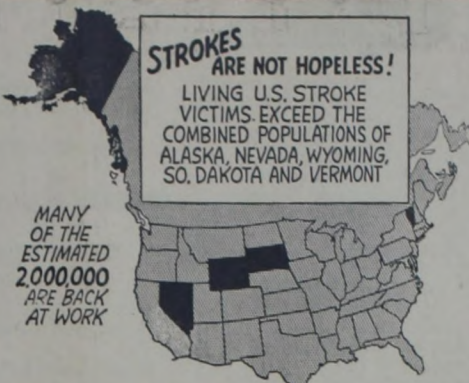 STROKES
ARE NOT HOPELESS!
LIVING U.S. STROKE
VICTIMS EXCEED THE
COMBINED POPULATIONS OF
ALASKA, NEVADA, WYOMING,
SO. DAKOTA AND VERMONT
MANY
OF THE
ESTIMATED
2,000,000
ARE BACK
AT WORK